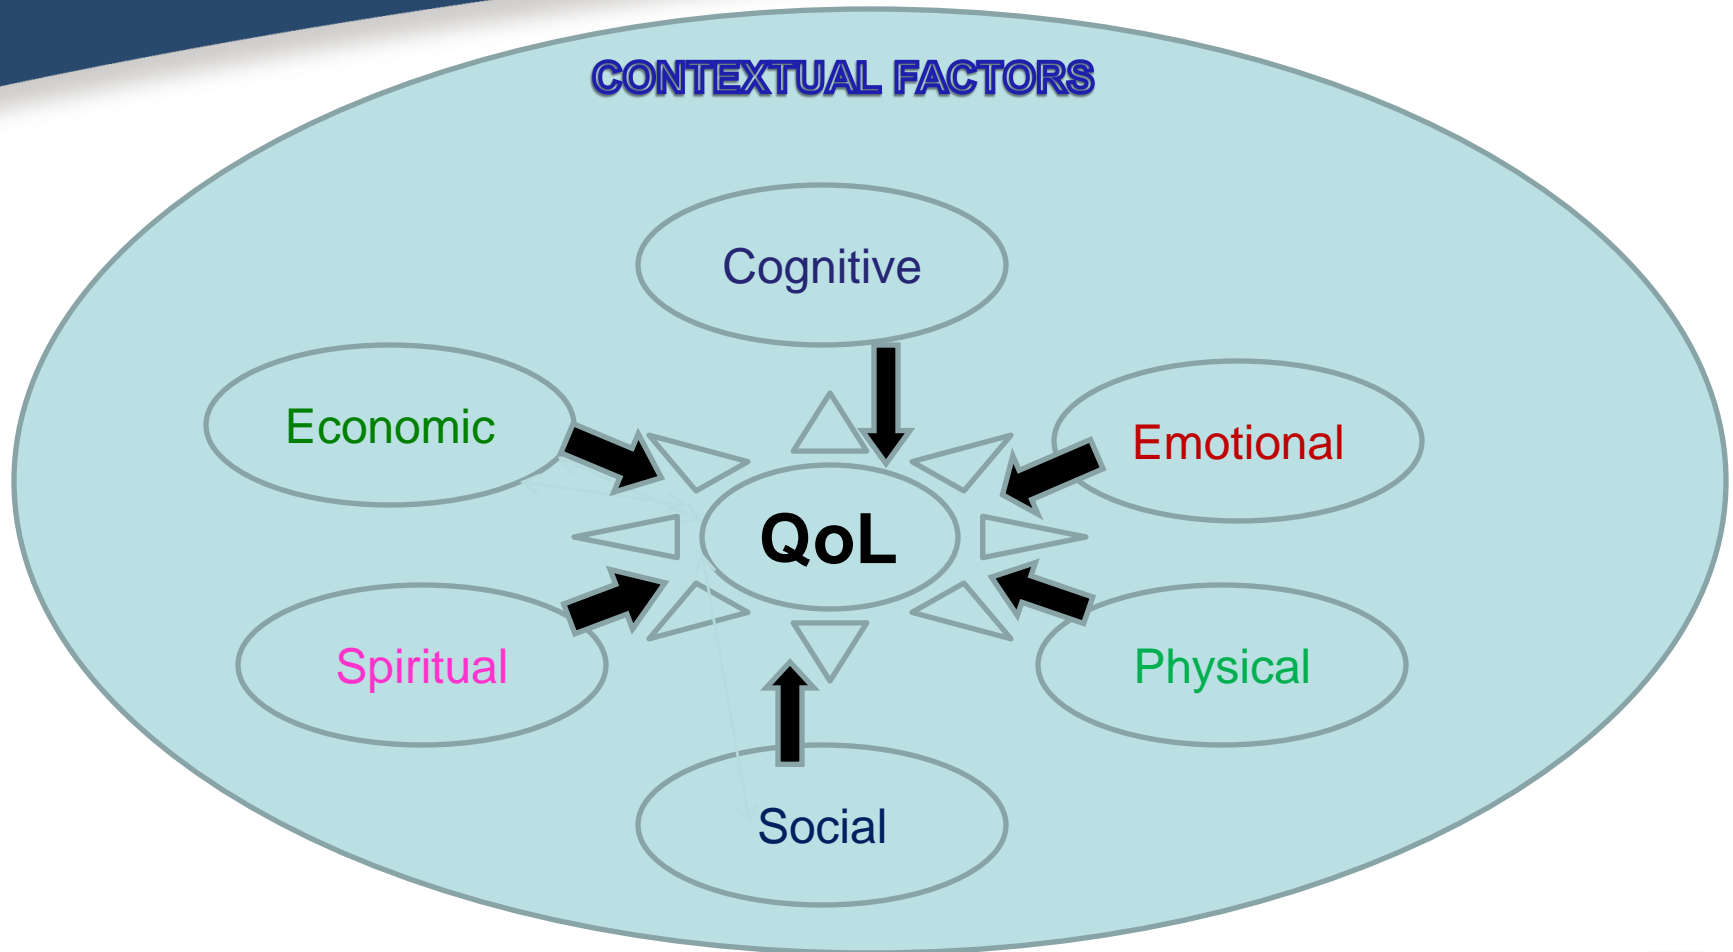 CONTEXTUAL FACTORS
Cognitive
Economic
Emotional
QoL
Spiritual
Physical
Social